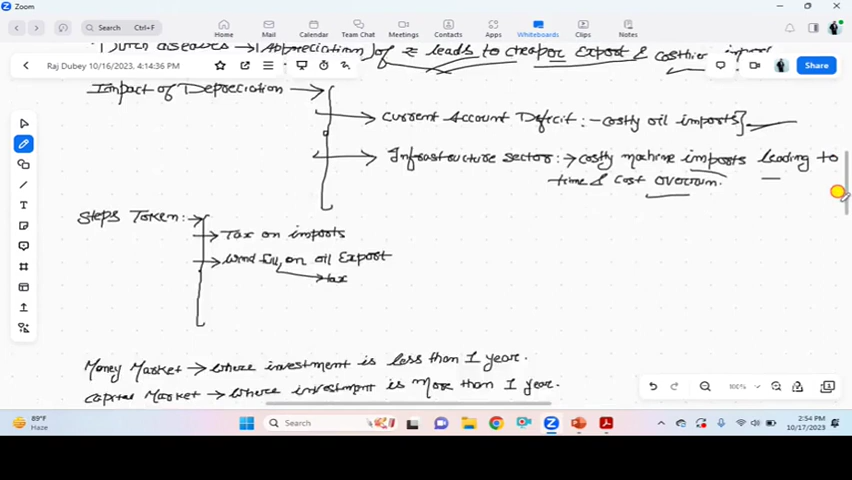 Zoom
Search Ctrl+F
Home
Mail
Calendar
Team Chat
Meetings
Contacts
Apps
Whiteboards
Clips
Notes
Dutch diseases → (Appreciation) of ₹ leads to cheapor Export & costlier
Raj Dubey 10/16/2023, 4:14:36 PM
Share
Impact of Depreciation →
→ Current Account Deficit :- costly oil imports}
→ Infrastructure sector :→ costly machine imports leading to
time & cost overrun.
Steps Token :→
→ Tax on imports
→ Wind fall on oil Export
→ tax
Money Market → where investment is less than 1 year.
Capital Market → where investment is more than 1 year.
100%
89°F
Haze
Search
2:54 PM
10/17/2023